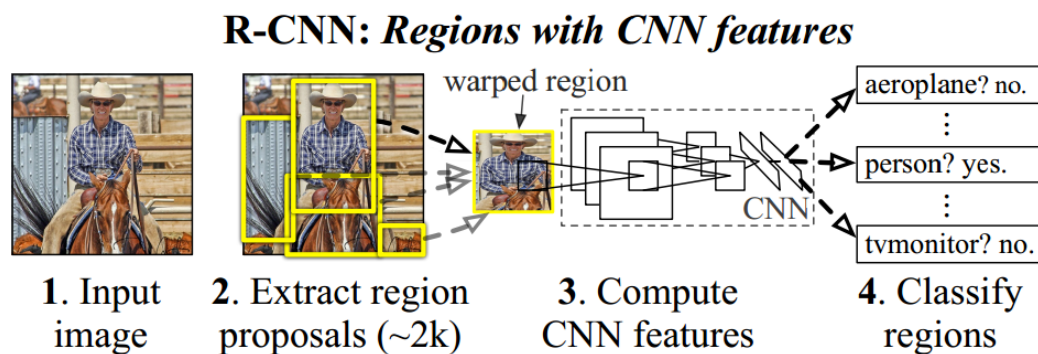 R-CNN: Regions with CNN features
warped region
aeroplane? no.
⋮
person? yes.
⋮
tvmonitor? no.
CNN
1. Input
image
2. Extract region
proposals (~2k)
3. Compute
CNN features
4. Classify
regions